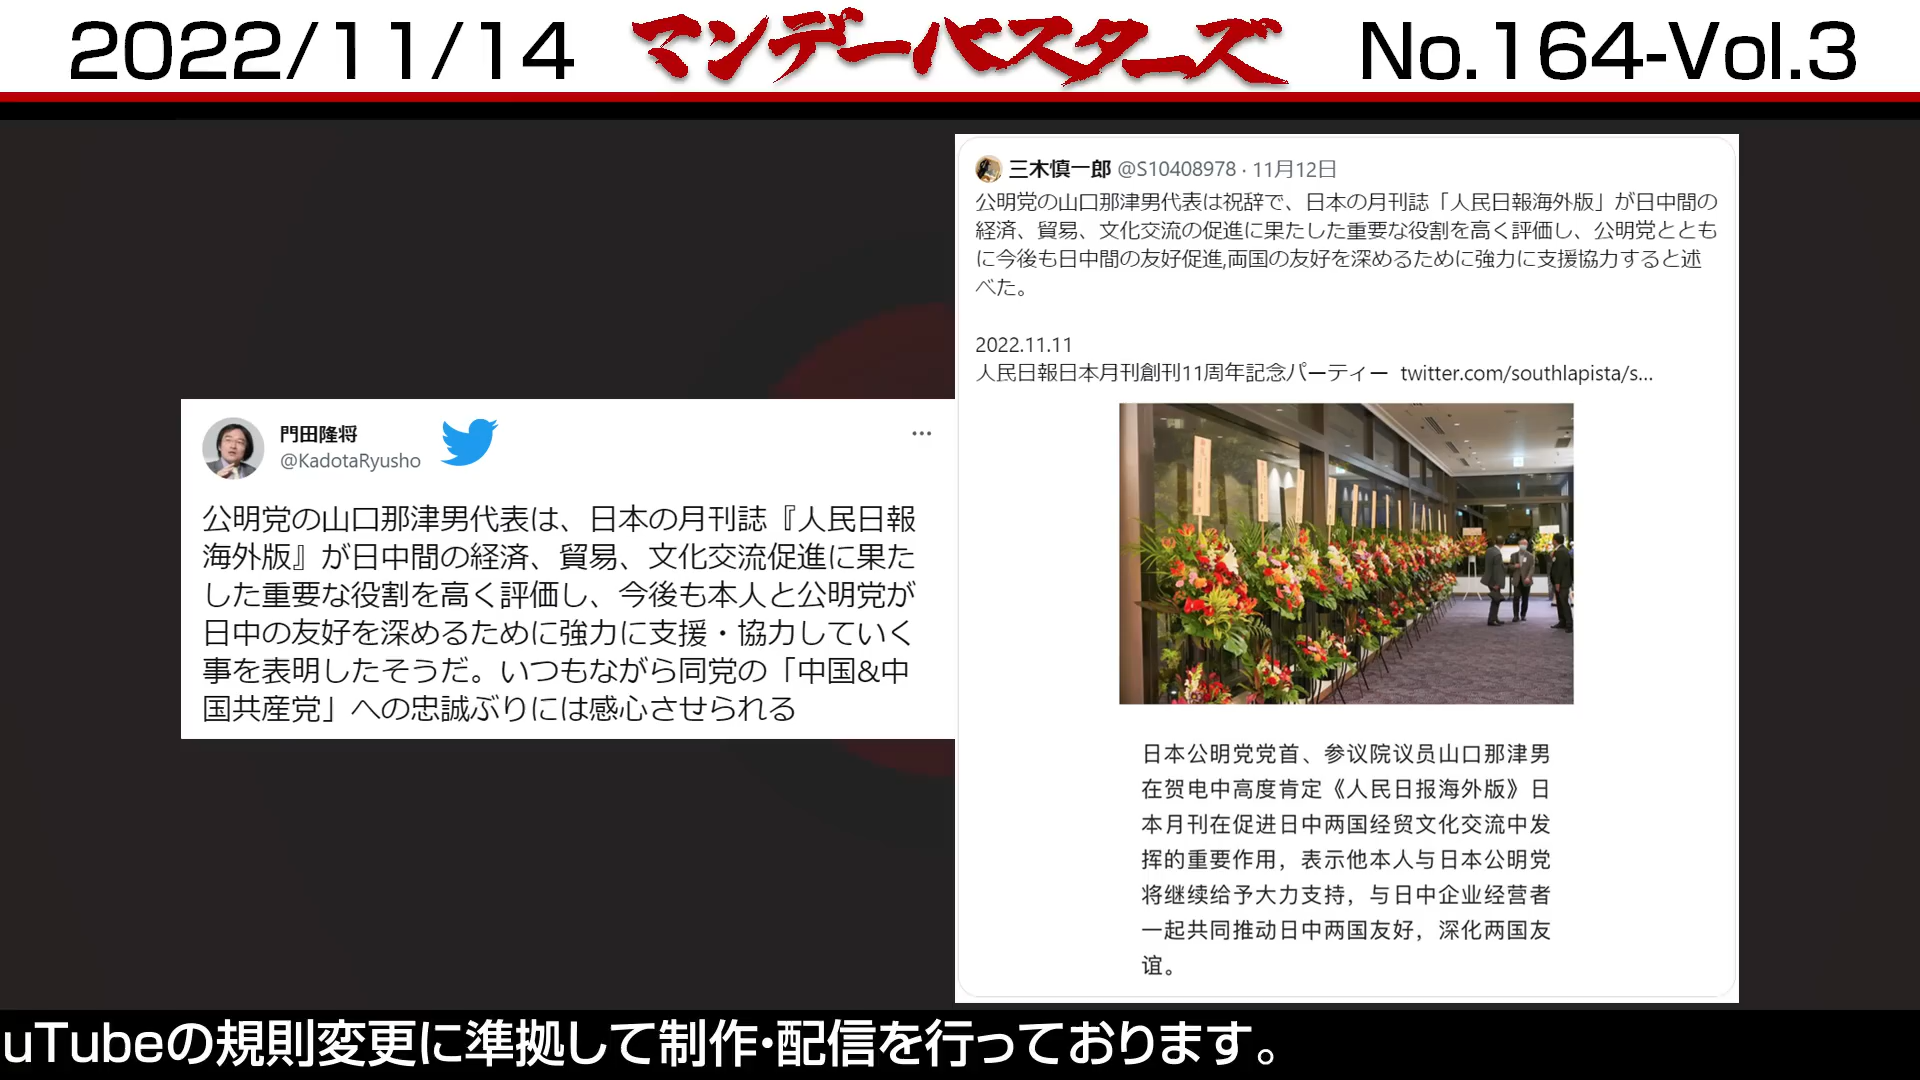 2022/11/14
マンデーバスターズ
No.164-Vol.3
門田隆将
@KadotaRyusho
公明党の山口那津男代表は、日本の月刊誌『人民日報
海外版』が日中間の経済、貿易、文化交流促進に果た
した重要な役割を高く評価し、今後も本人と公明党が
日中の友好を深めるために強力に支援・協力していく
事を表明したそうだ。いつもながら同党の「中国&中
国共産党」への忠誠ぶりには感心させられる
三木慎一郎 @S10408978 · 11月12日
公明党の山口那津男代表は祝辞で、日本の月刊誌「人民日報海外版」が日中間の
経済、貿易、文化交流の促進に果たした重要な役割を高く評価し、公明党ととも
に今後も日中間の友好促進,両国の友好を深めるために強力に支援協力すると述
べた。
2022.11.11
人民日報日本月刊創刊11周年記念パーティー twitter.com/southlapista/s...
日本公明党党首、参议院议员山口那津男
在贺电中高度肯定《人民日报海外版》日
本月刊在促进日中两国经贸文化交流中发
挥的重要作用，表示他本人与日本公明党
将继续给予大力支持，与日中企业经营者
一起共同推动日中两国友好，深化两国友
谊。
uTubeの規則変更に準拠して制作･配信を行っております。